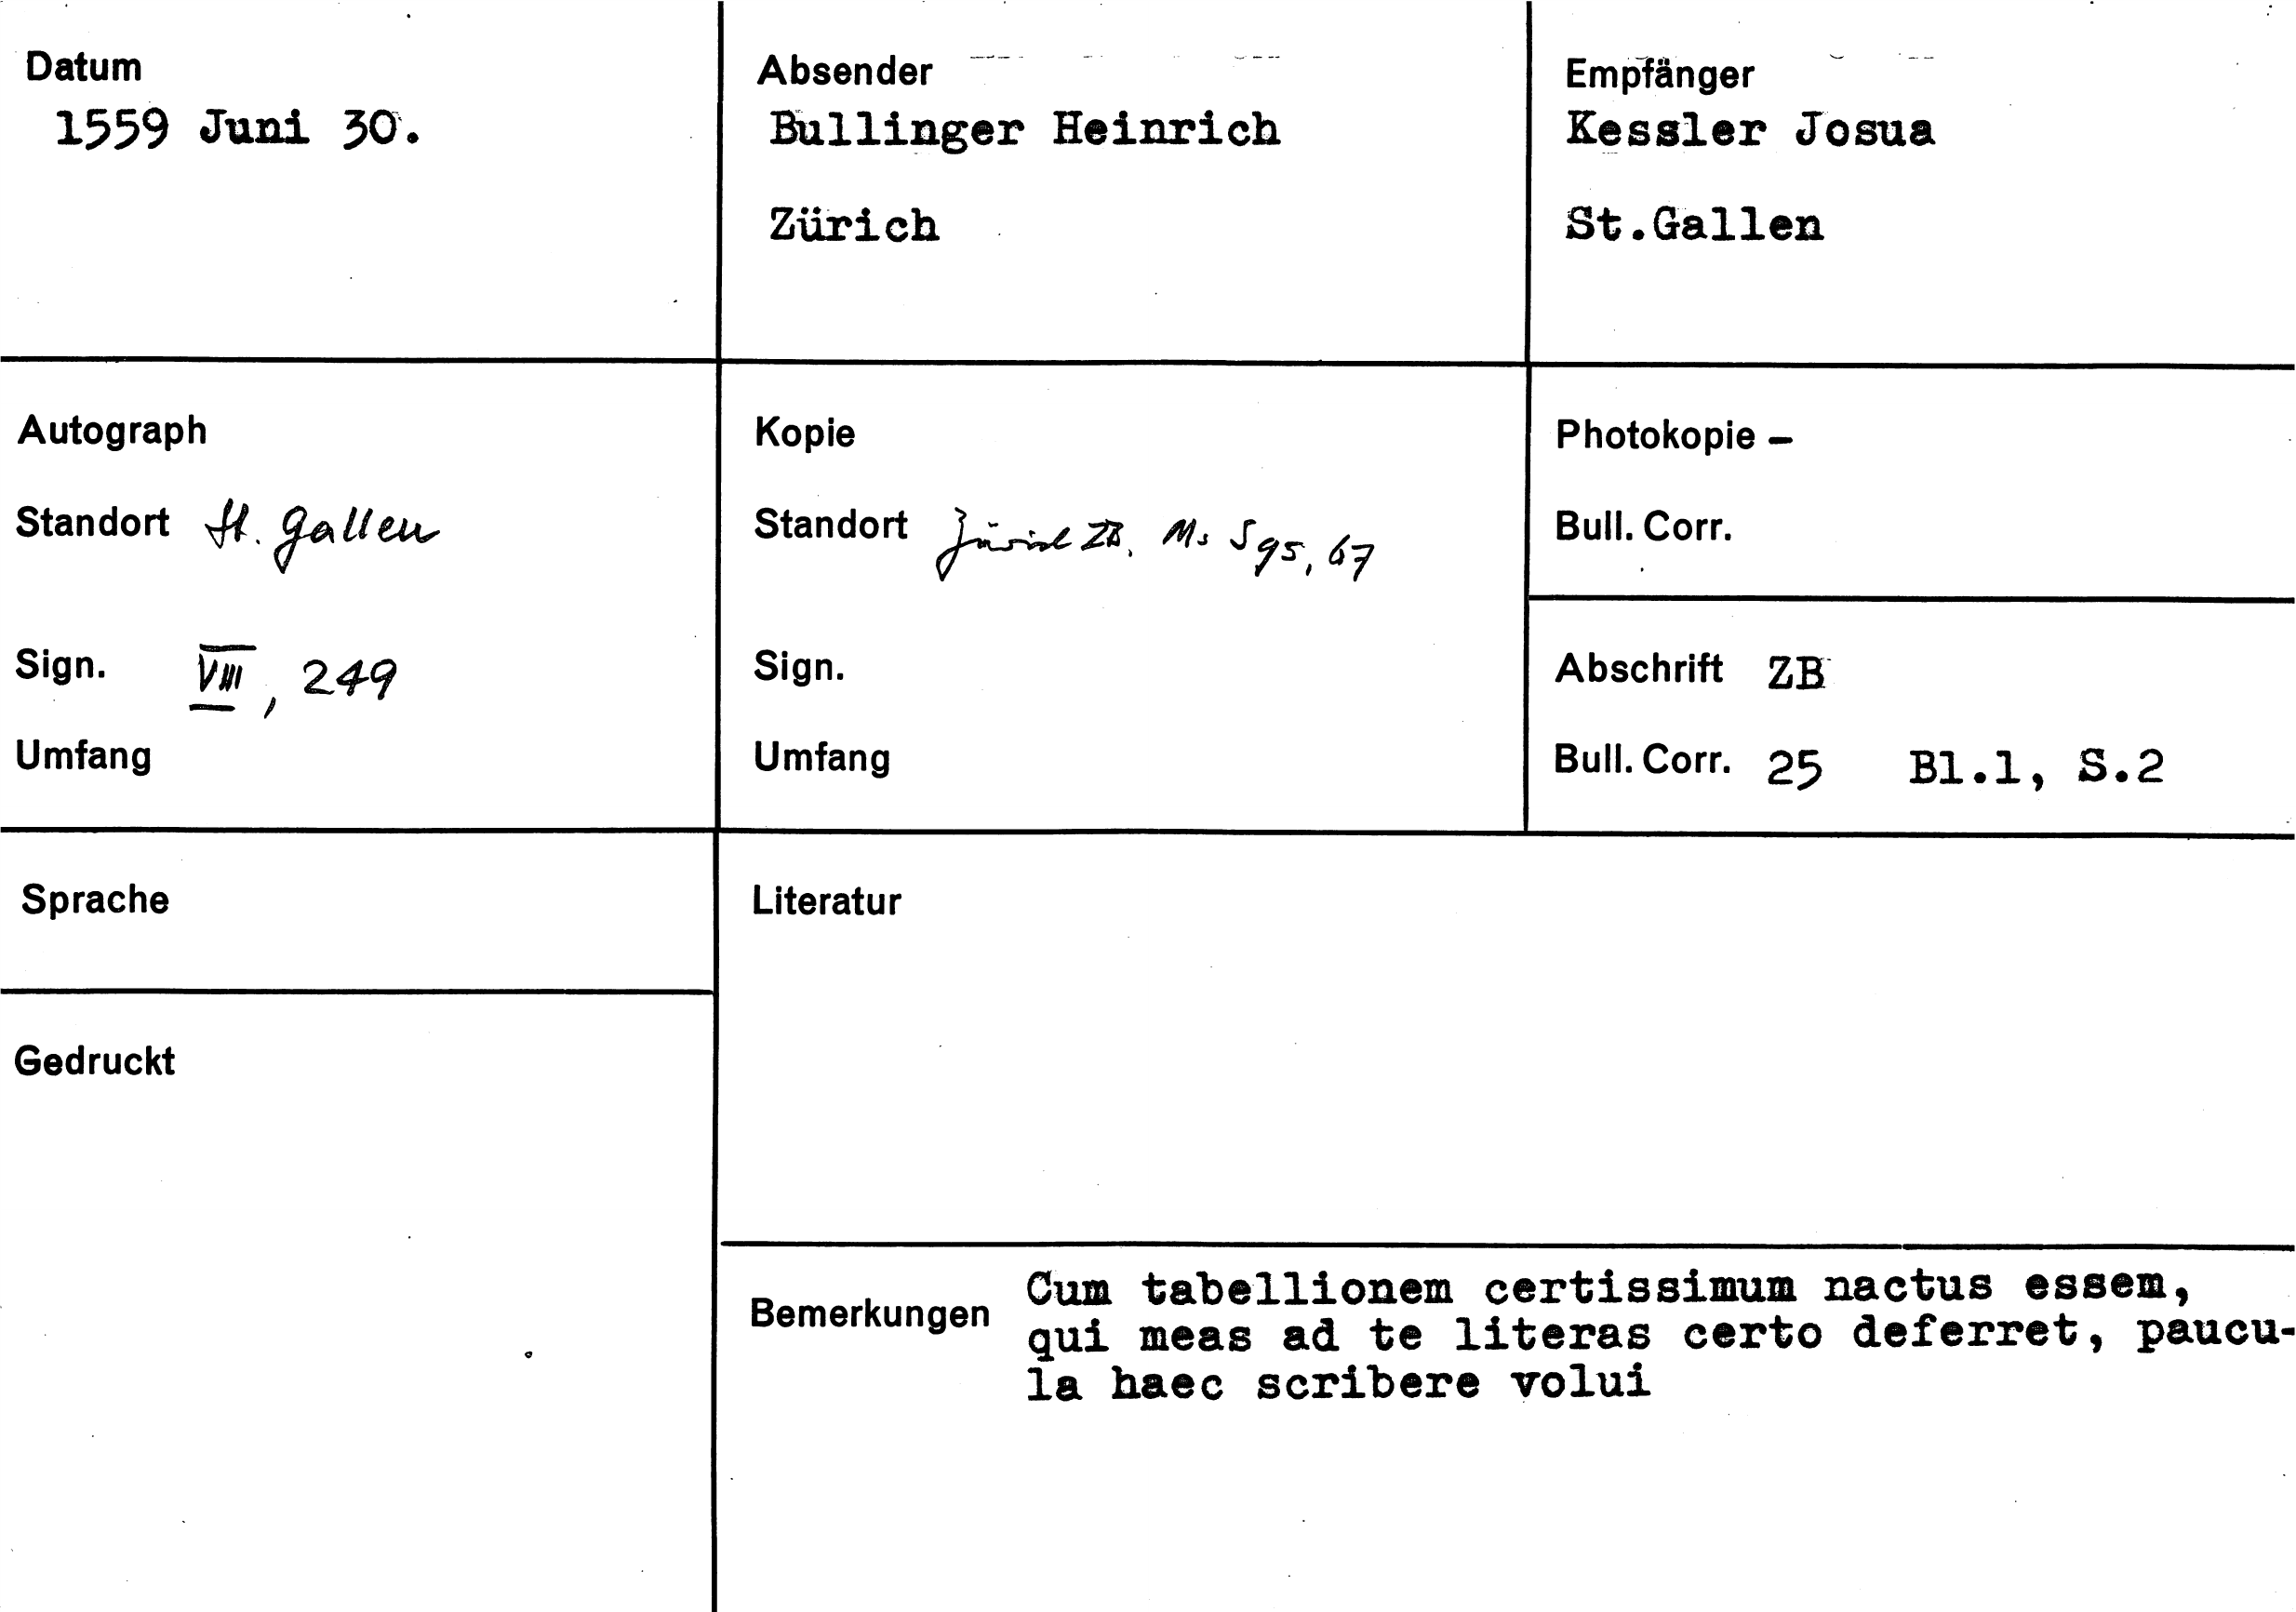 Datum
1559 Juni 30.
Absender
Bullinger Heinrich
Zürich
Empfänger
Kessler Josua
St.Gallen
Autograph
Standort St. Gallen
Sign. VIII, 249
Umfang
Kopie
Standort Zürich ZB, Ms S 95, 67
Sign.
Umfang
Photokopie –
Bull. Corr.
Abschrift ZB
Bull. Corr. 25 Bl.1, S.2
Sprache
Gedruckt
Literatur
Bemerkungen
Cum tabellionem certissimum nactus essem,
qui meas ad te literas certo deferret, paucu-
la haec scribere volui